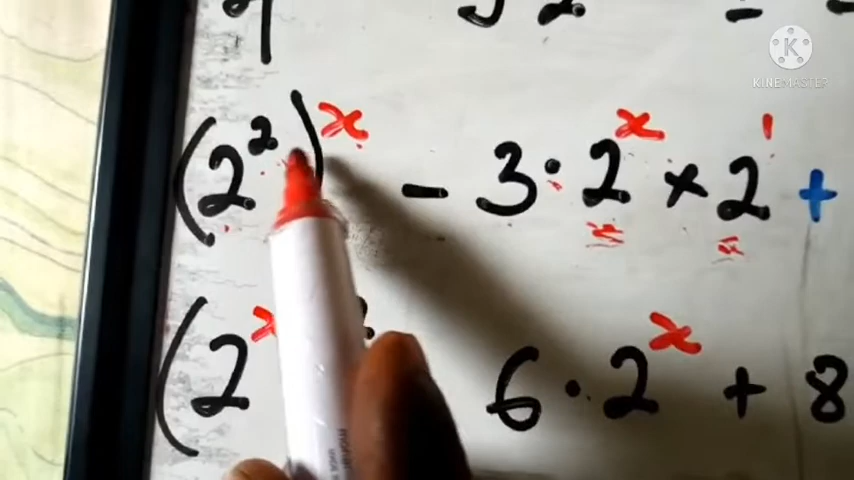 K
KINEMASTER
(2²)ˣ - 3·2ˣ × 2¹ +
(2ˣ 6·2ˣ + 8